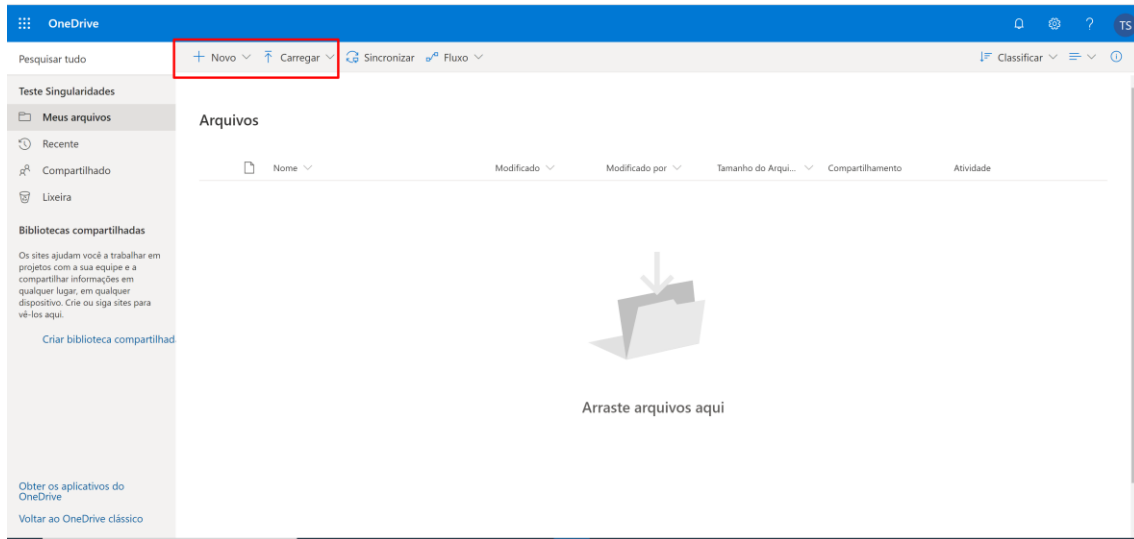 OneDrive
?
TS
Pesquisar tudo
Novo
Carregar
Sincronizar
Fluxo
Classificar
Teste Singularidades
Meus arquivos
Recente
Compartilhado
Lixeira
Bibliotecas compartilhadas
Os sites ajudam você a trabalhar em
projetos com a sua equipe e a
compartilhar informações em
qualquer lugar, em qualquer
dispositivo. Crie ou siga sites para
vê-los aqui.
Criar biblioteca compartilhad
Obter os aplicativos do
OneDrive
Voltar ao OneDrive clássico
Arquivos
Nome
Modificado
Modificado por
Tamanho do Arqui...
Compartilhamento
Atividade
Arraste arquivos aqui